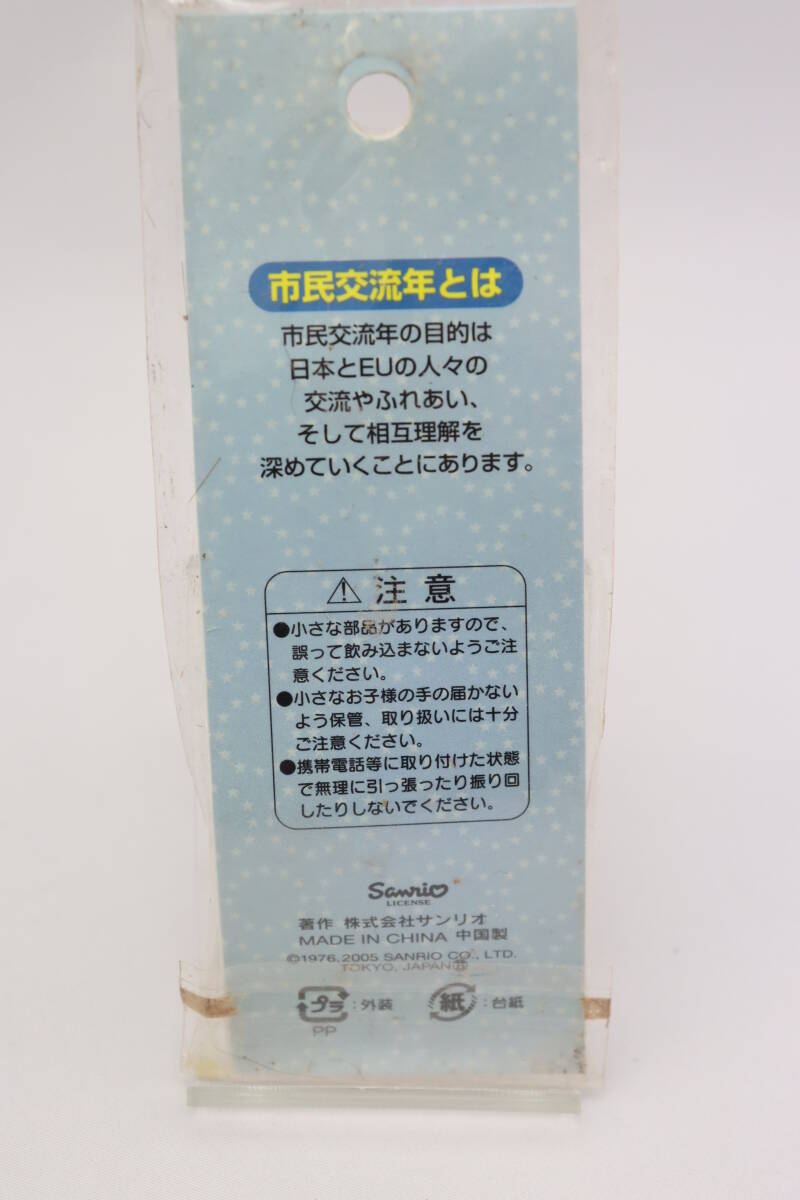 市民交流年とは
市民交流年の目的は
日本とEUの人々の
交流やふれあい、
そして相互理解を
深めていくことにあります。
⚠ 注意
●小さな部品がありますので、
誤って飲み込まないようご注
意ください。
●小さなお子様の手の届かない
よう保管、取り扱いには十分
ご注意ください。
●携帯電話等に取り付けた状態
で無理に引っ張ったり振り回
したりしないでください。
Sanrio
LICENSE
著作 株式会社サンリオ
MADE IN CHINA 中国製
©1976,2005 SANRIO CO., LTD.
TOKYO, JAPAN
プラ:外装 紙:台紙
PP